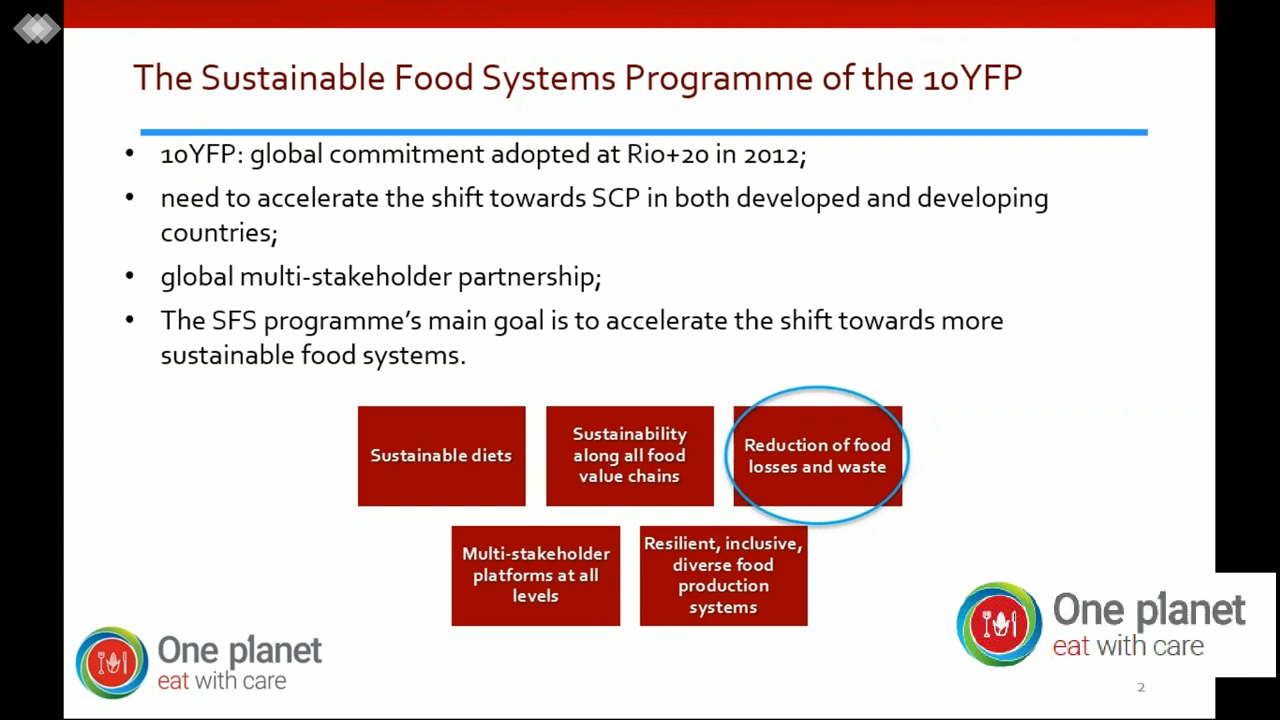 The Sustainable Food Systems Programme of the 10YFP
• 10YFP: global commitment adopted at Rio+20 in 2012;
• need to accelerate the shift towards SCP in both developed and developing
countries;
• global multi-stakeholder partnership;
• The SFS programme's main goal is to accelerate the shift towards more
sustainable food systems.
Sustainable diets
Sustainability
along all food
value chains
Reduction of food
losses and waste
Multi-stakeholder
platforms at all
levels
Resilient, inclusive,
diverse food
production
systems
One planet
eat with care
One planet
eat with care
2